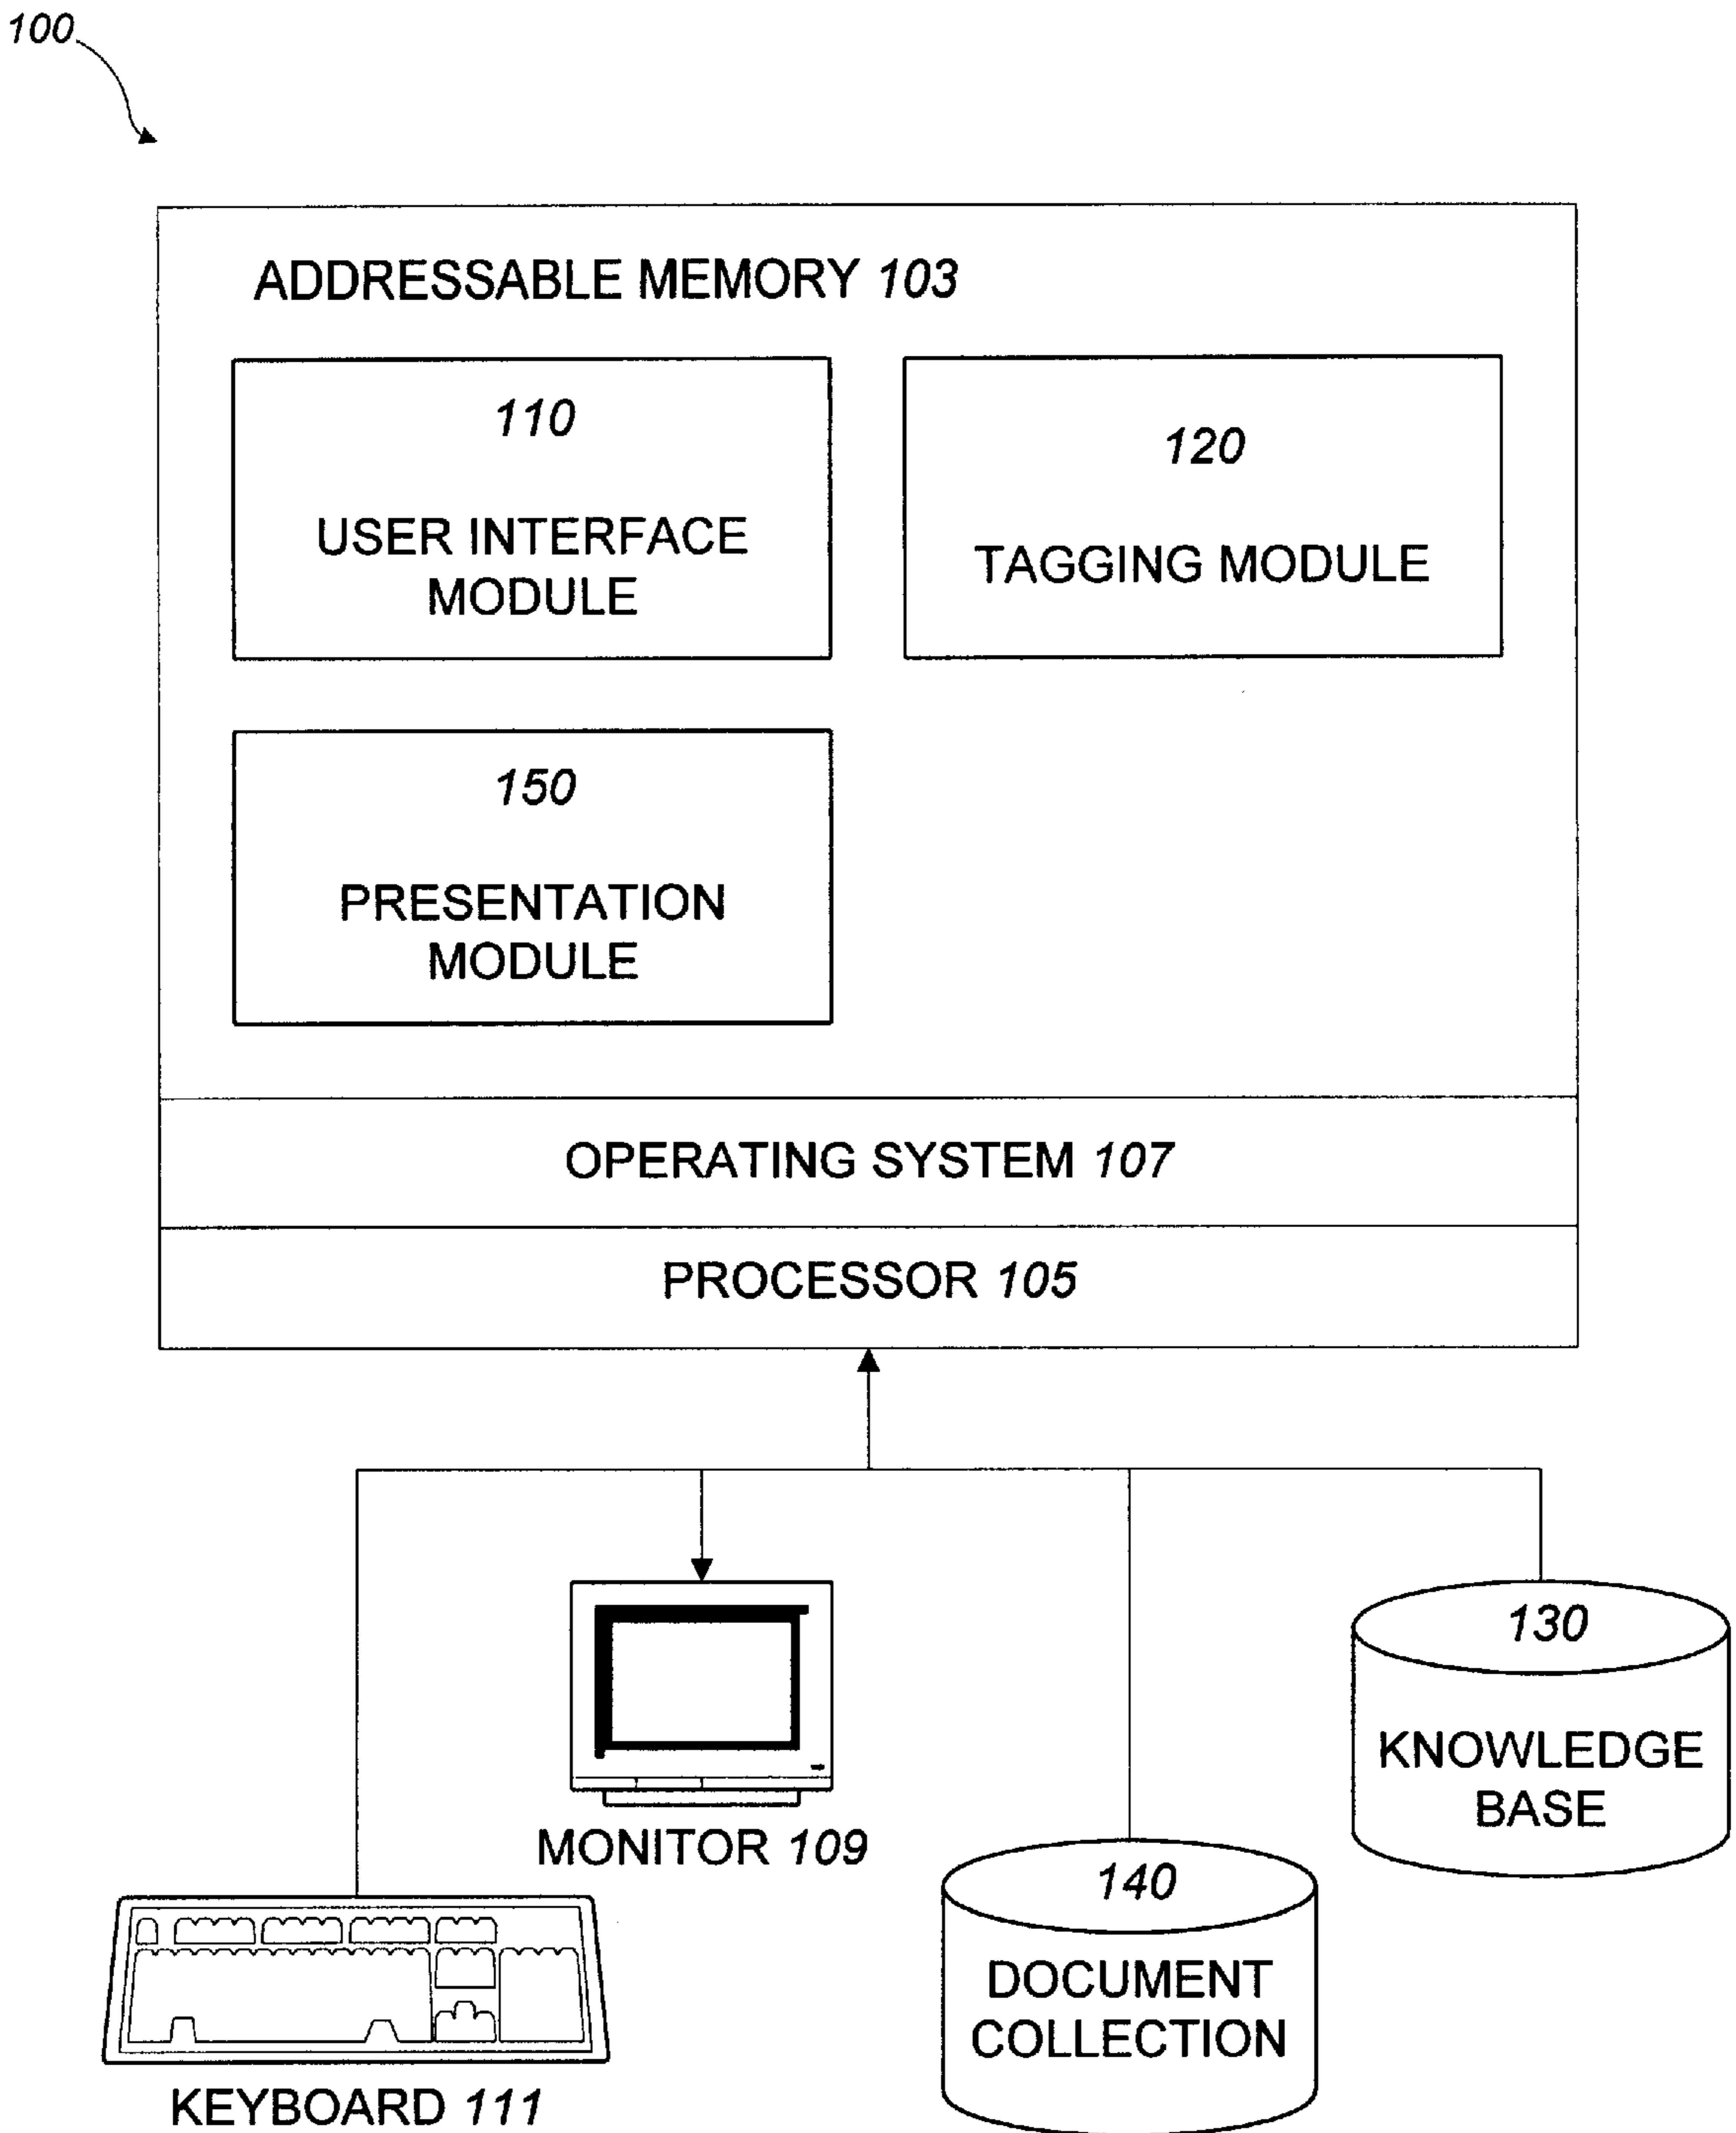 100
ADDRESSABLE MEMORY 103
110
USER INTERFACE
MODULE
120
TAGGING MODULE
150
PRESENTATION
MODULE
OPERATING SYSTEM 107
PROCESSOR 105
130
KNOWLEDGE
BASE
MONITOR 109
140
DOCUMENT
COLLECTION
KEYBOARD 111